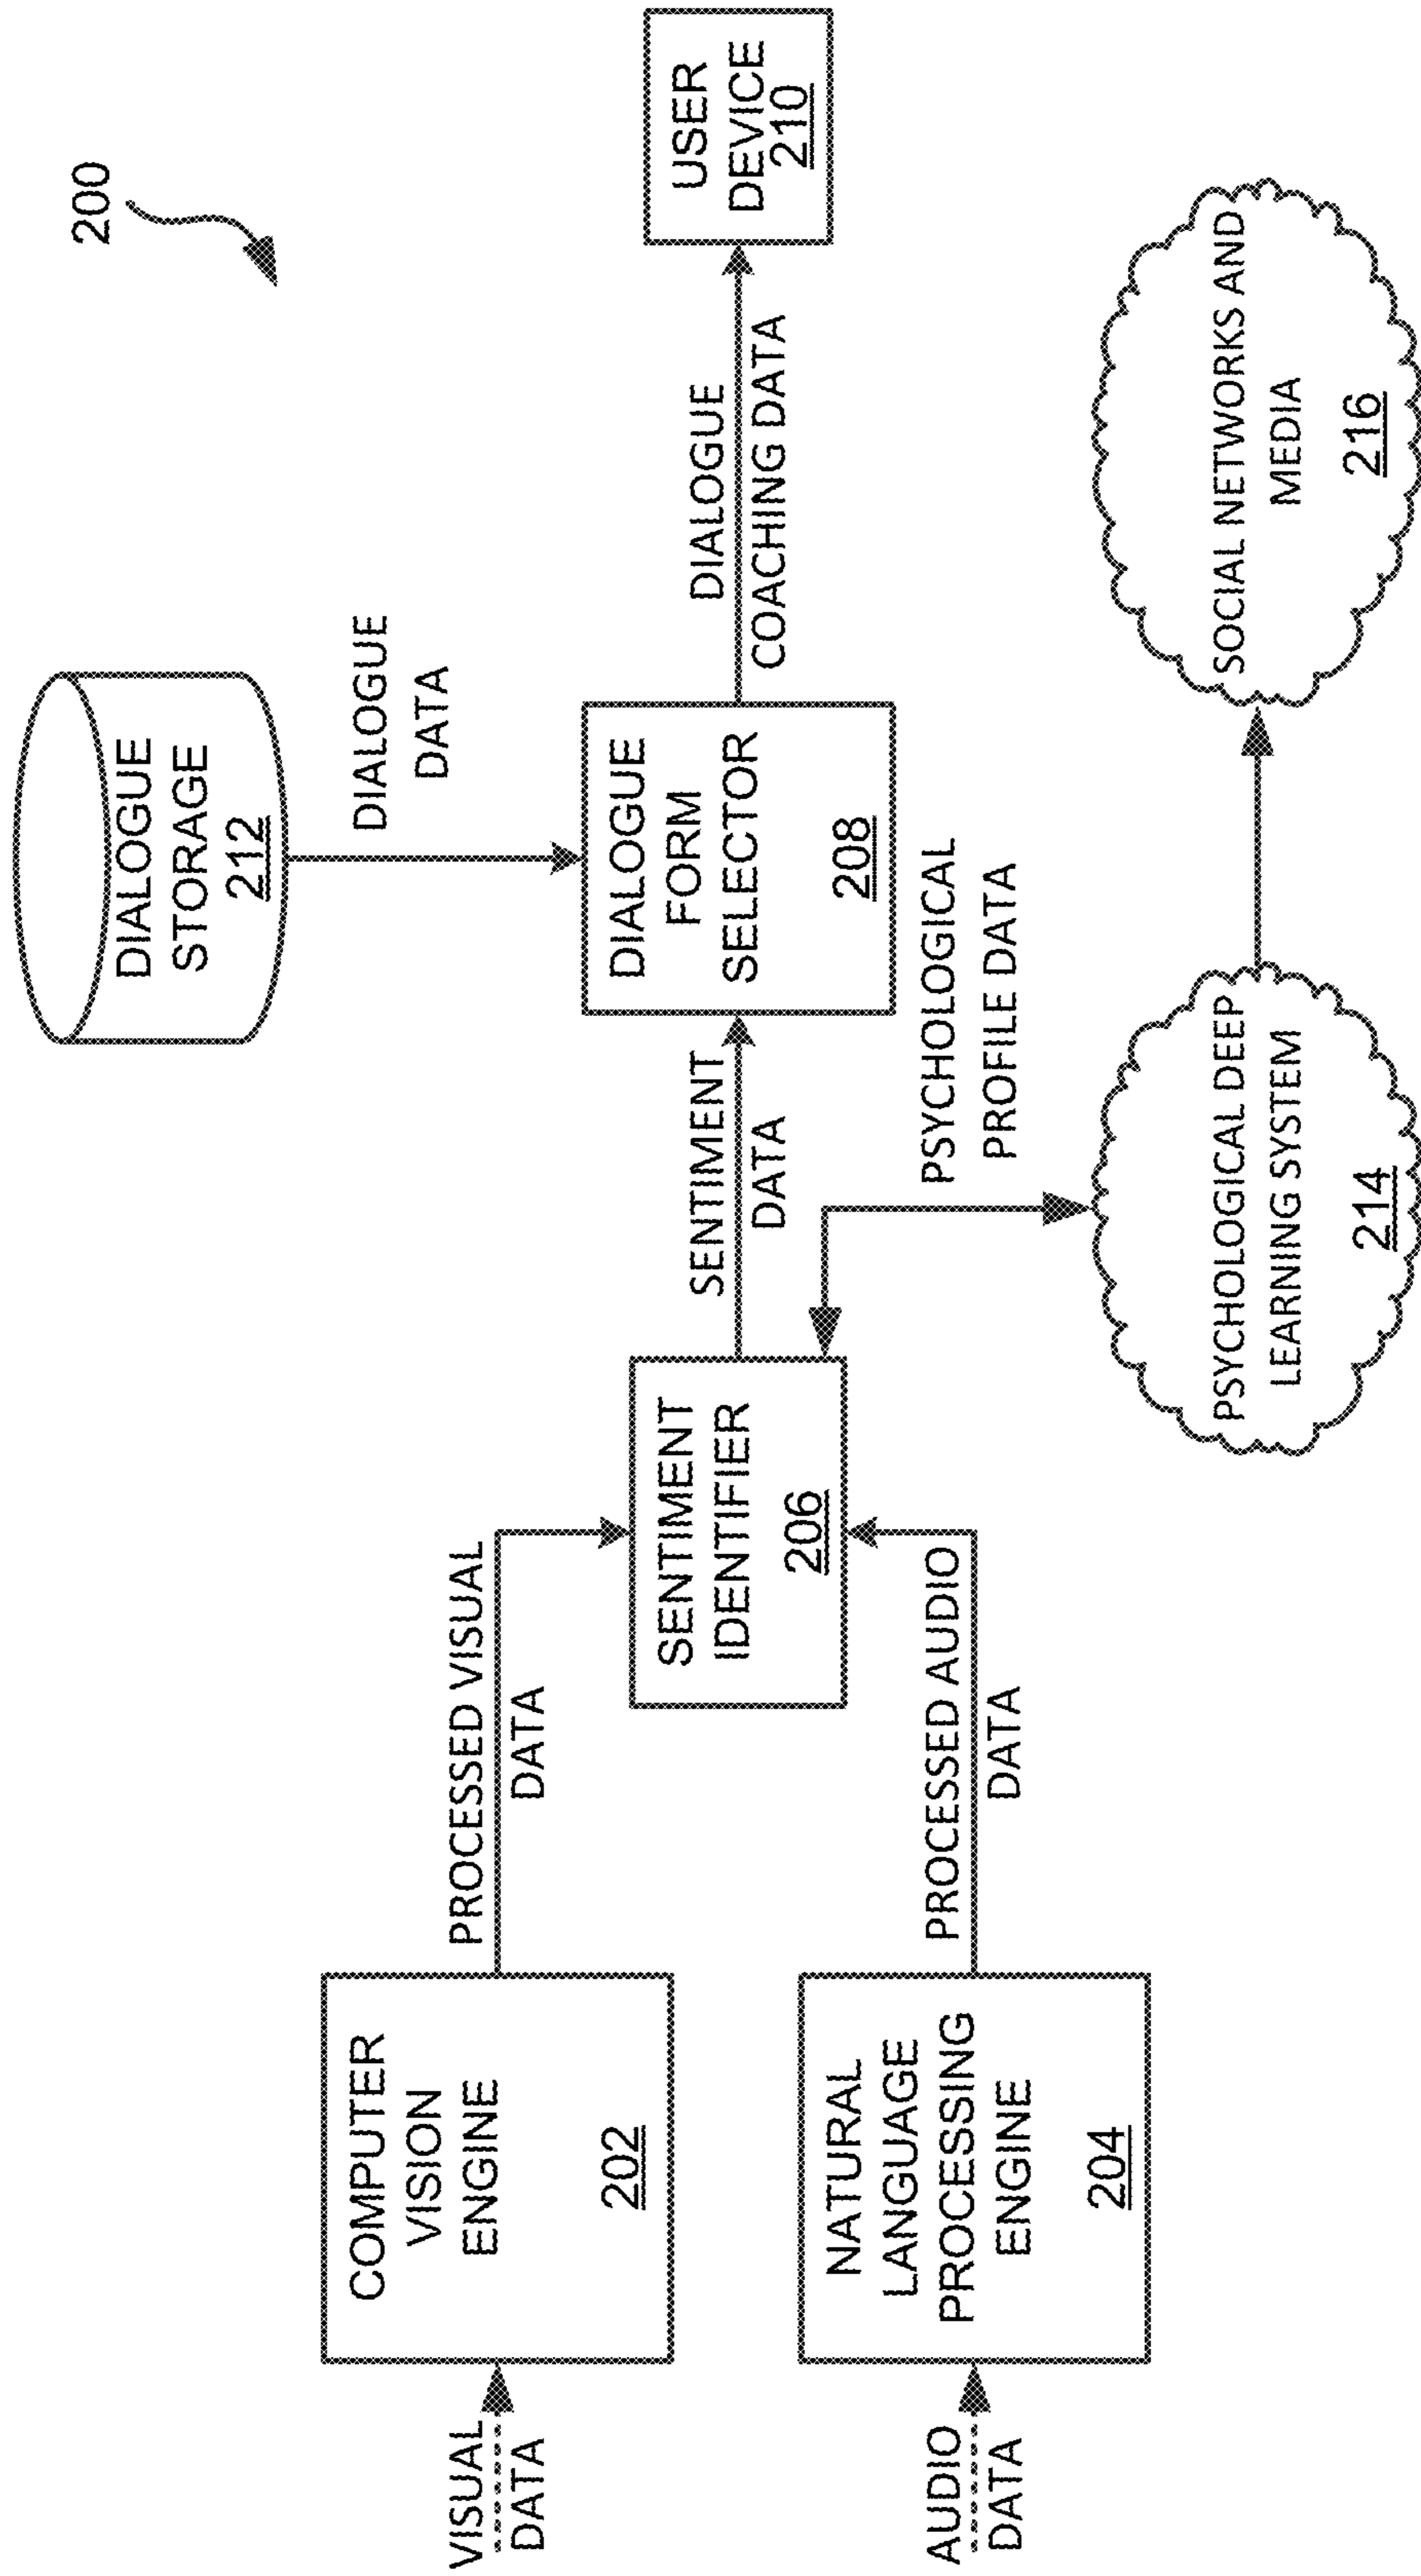 200
DIALOGUE
STORAGE
212
DIALOGUE
DATA
VISUAL
DATA
COMPUTER
VISION
ENGINE
202
PROCESSED VISUAL
DATA
SENTIMENT
IDENTIFIER
206
SENTIMENT
DATA
DIALOGUE
FORM
SELECTOR
208
DIALOGUE
COACHING DATA
USER
DEVICE
210
AUDIO
DATA
NATURAL
LANGUAGE
PROCESSING
ENGINE
204
PROCESSED AUDIO
DATA
PSYCHOLOGICAL
PROFILE DATA
PSYCHOLOGICAL DEEP
LEARNING SYSTEM
214
SOCIAL NETWORKS AND
MEDIA
216